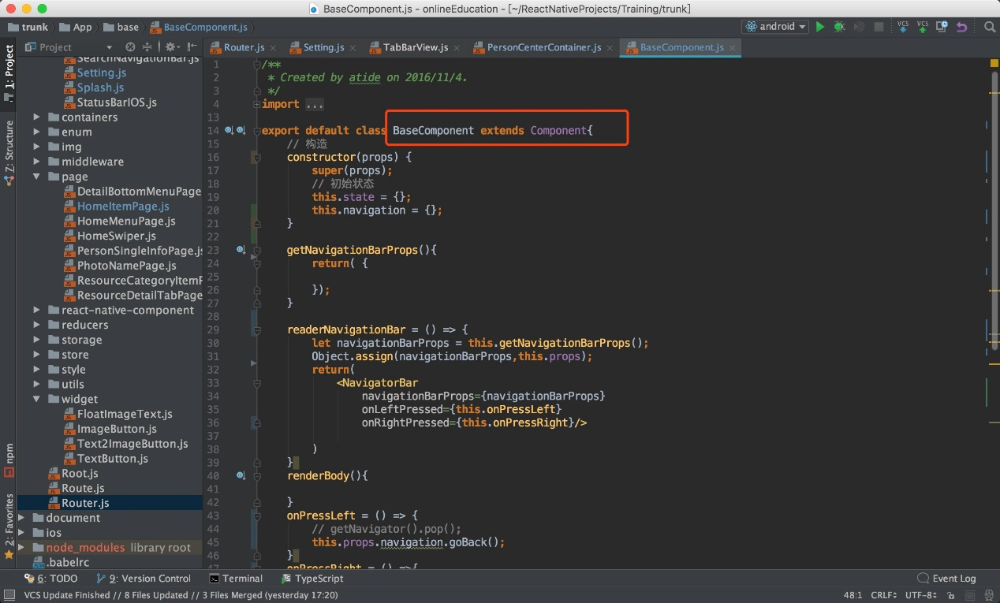 BaseComponent.js - onlineEducation - [~/ReactNativeProjects/Training/trunk]
trunk App base BaseComponent.js
android
VCS VCS
1: Project
Z: Structure
npm
2: Favorites
Project
SearchNavigationBar.js
Setting.js
Splash.js
StatusBarIOS.js
containers
enum
img
middleware
page
DetailBottomMenuPage
HomeItemPage.js
HomeMenuPage.js
HomeSwiper.js
PersonSingleInfoPage.js
PhotoNamePage.js
ResourceCategoryItemP
ResourceDetailTabPage
react-native-component
reducers
storage
store
style
utils
widget
FloatImageText.js
ImageButton.js
Text2ImageButton.js
TextButton.js
Root.js
Route.js
Router.js
document
ios
node_modules library root
.babelrc
Router.js Setting.js TabBarView.js PersonCenterContainer.js BaseComponent.js
1 /**
2 * Created by atide on 2016/11/4.
3 */
4 import ...
13
14 export default class BaseComponent extends Component{
15 // 构造
16 constructor(props) {
17 super(props);
18 // 初始状态
19 this.state = {};
20 this.navigation = {};
21 }
22
23 getNavigationBarProps(){
24 return( {
25
26 });
27 }
28
29 readerNavigationBar = () => {
30 let navigationBarProps = this.getNavigationBarProps();
31 Object.assign(navigationBarProps,this.props);
32 return(
33 <NavigatorBar
34 navigationBarProps={navigationBarProps}
35 onLeftPressed={this.onPressLeft}
36 onRightPressed={this.onPressRight}/>
37
38 )
39 }
40 renderBody(){
41
42 }
43 onPressLeft = () => {
44 // getNavigator().pop();
45 this.props.navigation.goBack();
46 }
47 onPressRight = () =>{
6: TODO 9: Version Control Terminal TypeScript Event Log
VCS Update Finished // 8 Files Updated // 3 Files Merged (yesterday 17:20) 48:1 CRLF UTF-8